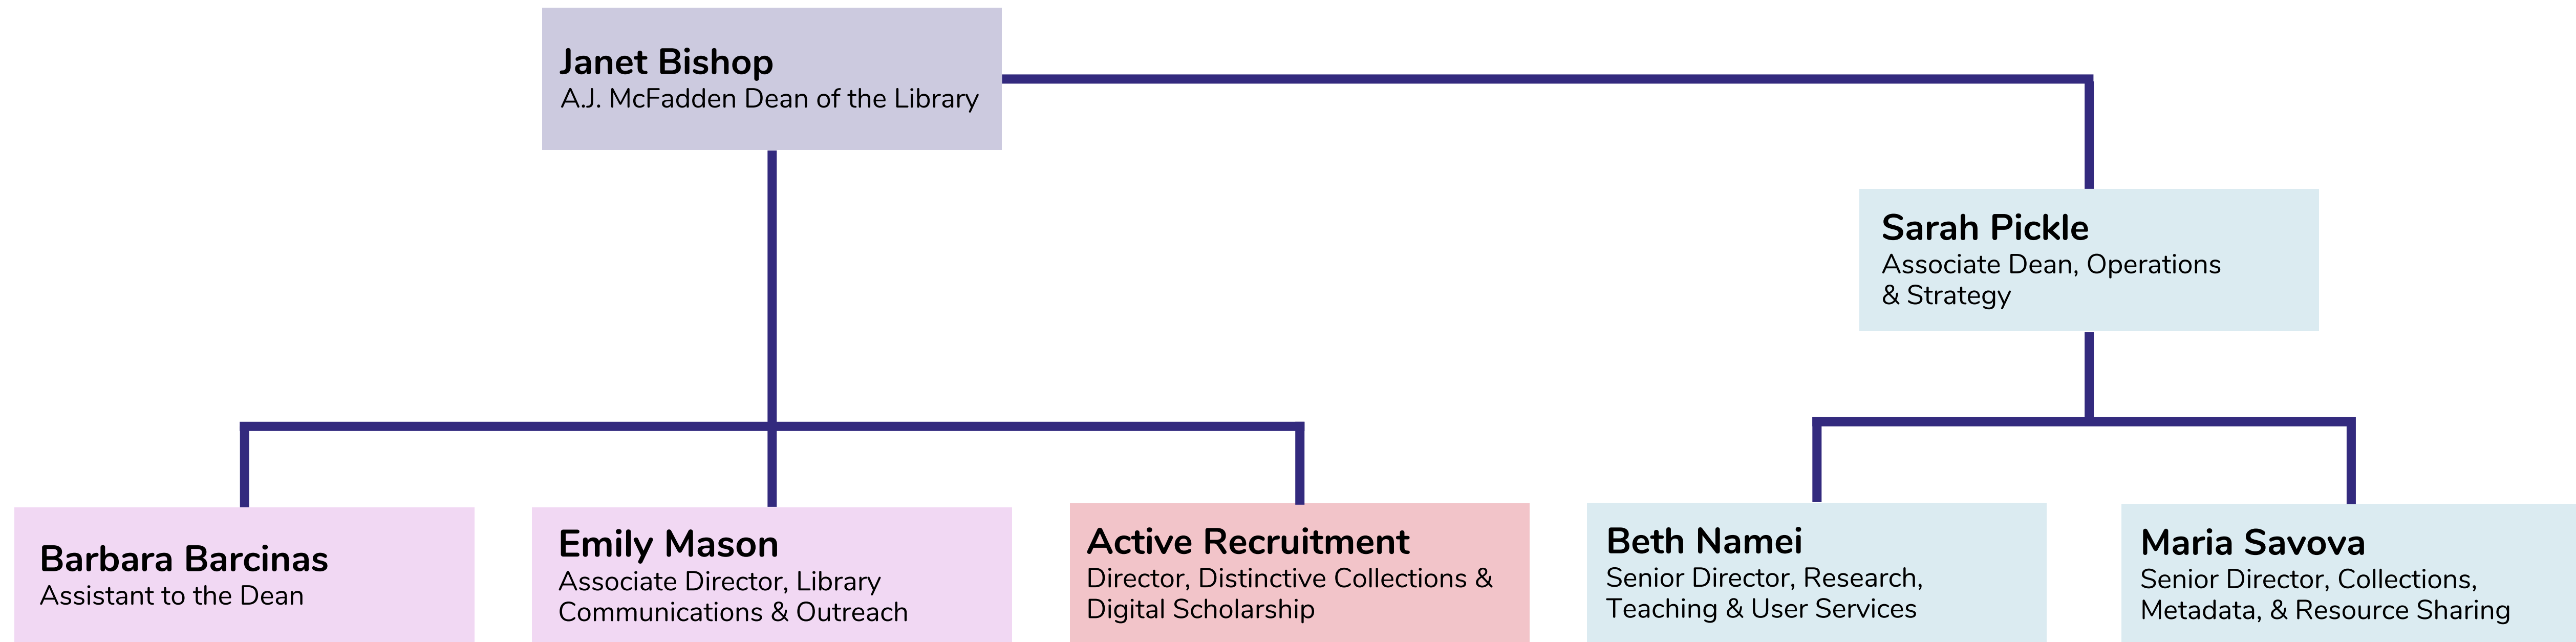 Janet Bishop
A.J. McFadden Dean of the Library
Sarah Pickle
Associate Dean, Operations
& Strategy
Barbara Barcinas
Assistant to the Dean
Emily Mason
Associate Director, Library
Communications & Outreach
Active Recruitment
Director, Distinctive Collections &
Digital Scholarship
Beth Namei
Senior Director, Research,
Teaching & User Services
Maria Savova
Senior Director, Collections,
Metadata, & Resource Sharing